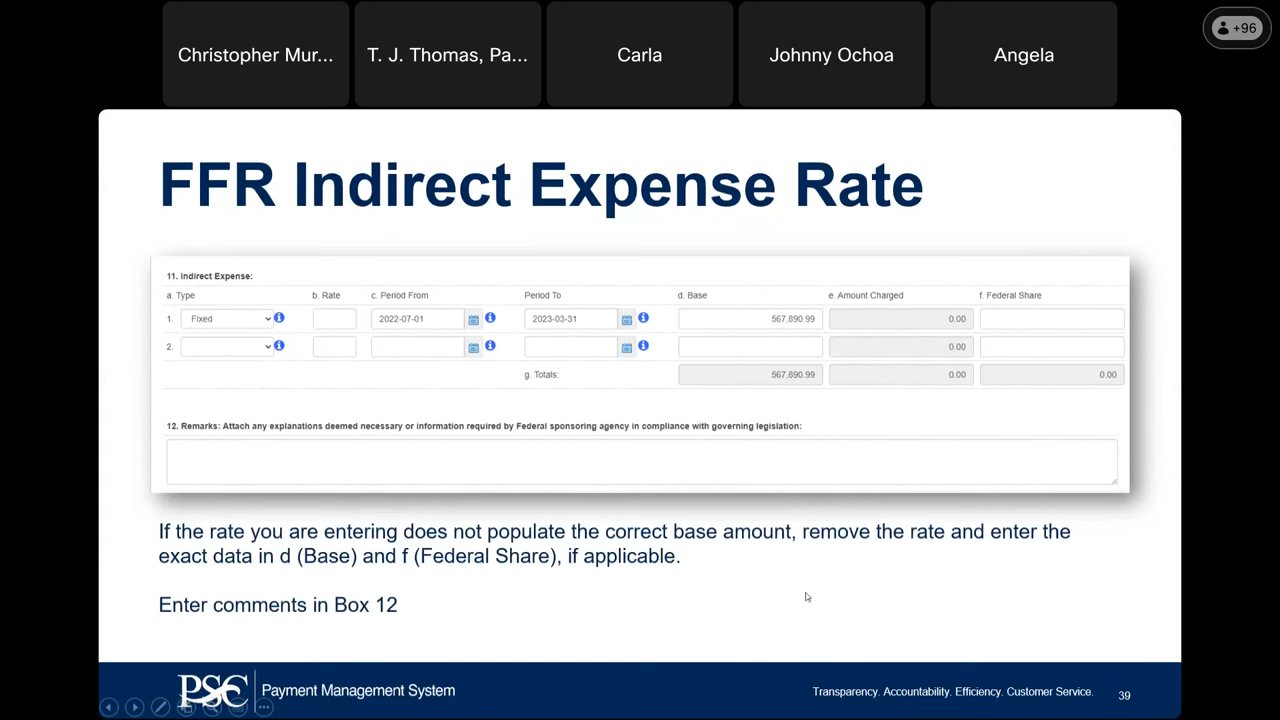 Christopher Mur...
T. J. Thomas, Pa...
Carla
Johnny Ochoa
Angela
+96
FFR Indirect Expense Rate
11. Indirect Expense:
a. Type b. Rate c. Period From Period To d. Base e. Amount Charged f. Federal Share
1. Fixed 2022-07-01 2023-03-31 567,890.99 0.00
2. 0.00
g. Totals: 567,890.99 0.00 0.00
12. Remarks: Attach any explanations deemed necessary or information required by Federal sponsoring agency in compliance with governing legislation:
If the rate you are entering does not populate the correct base amount, remove the rate and enter the
exact data in d (Base) and f (Federal Share), if applicable.
Enter comments in Box 12
PSC Payment Management System
Transparency. Accountability. Efficiency. Customer Service.
39